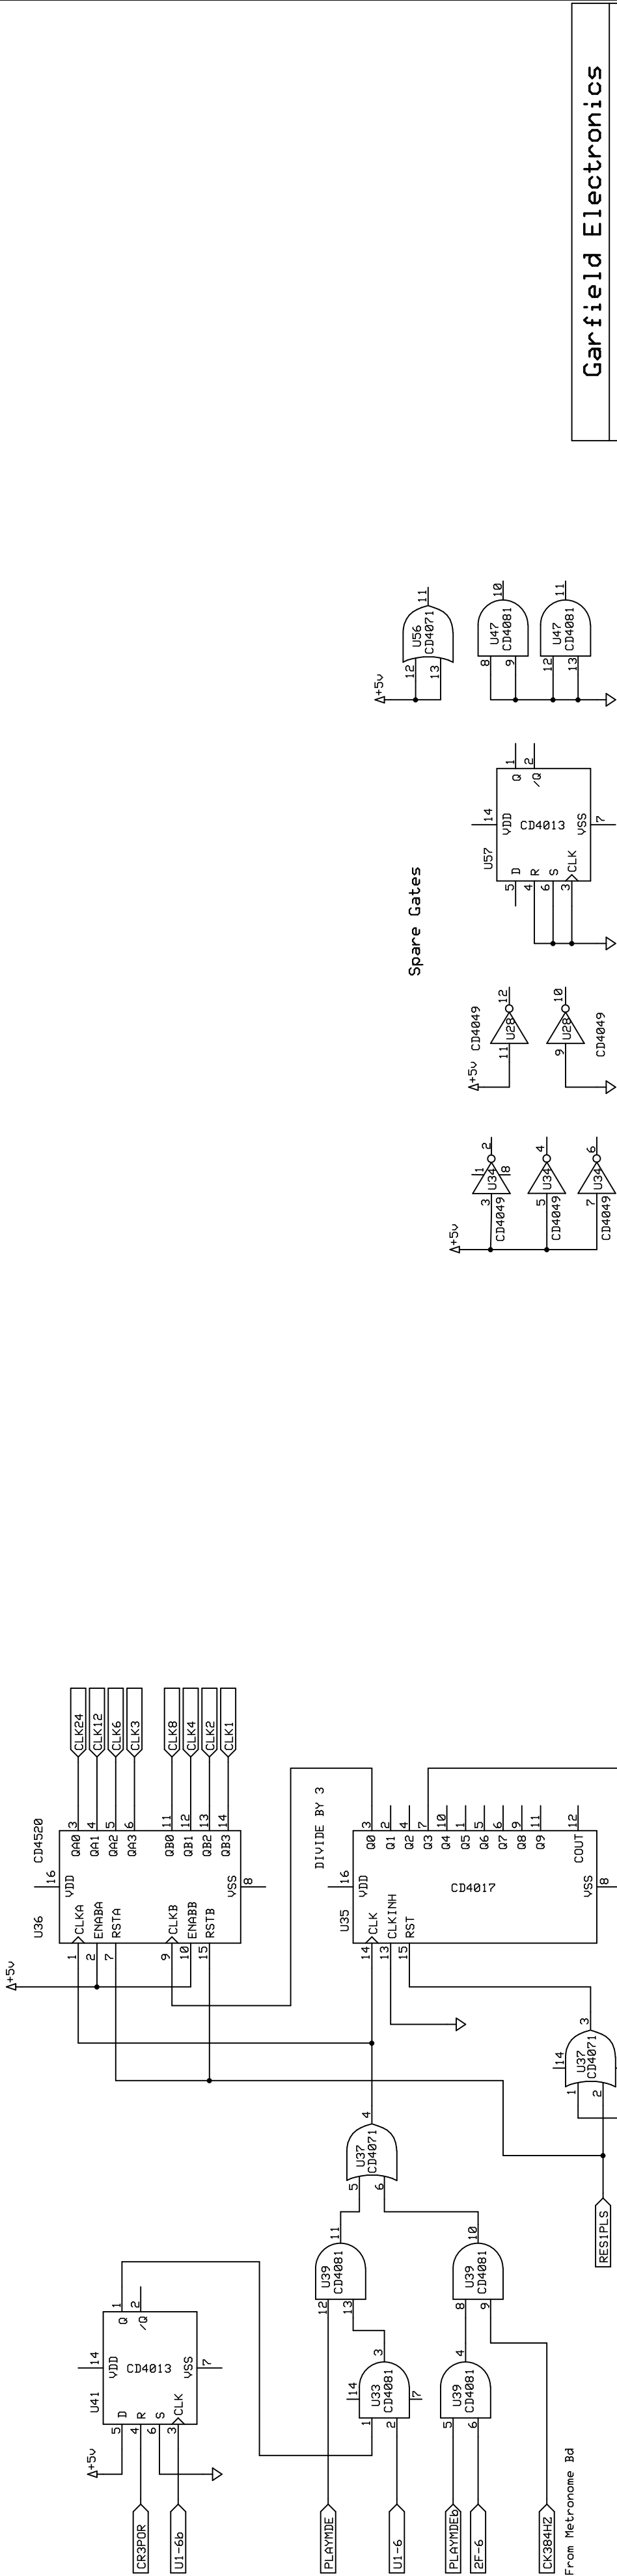 Garfield Electronics
+5v
U56
CD4071
12
13
11
U47
CD4081
8
9
10
U47
CD4081
12
13
11
Spare Gates
U57
CD4013
14
VDD
VSS
7
5
D
4
R
6
S
3
CLK
Q
1
/Q
2
+5v
CD4049
U28
11
12
U28
9
10
CD4049
+5v
U34
1
8
3
2
CD4049
U34
5
4
CD4049
U34
7
6
CD4049
+5v
U36
CD4520
16
VDD
VSS
8
1
CLKA
2
ENABA
7
RSTA
9
CLKB
10
ENABB
15
RSTB
QA0
3
CLK24
QA1
4
CLK12
QA2
5
CLK6
QA3
6
CLK3
QB0
11
CLK8
QB1
12
CLK4
QB2
13
CLK2
QB3
14
CLK1
DIVIDE BY 3
U35
CD4017
16
VDD
VSS
8
14
CLK
13
CLKINH
15
RST
Q0
3
Q1
2
Q2
4
Q3
7
Q4
10
Q5
1
Q6
5
Q7
6
Q8
9
Q9
11
COUT
12
U37
CD4071
14
1
2
3
RES1PLS
U37
CD4071
5
6
4
U39
CD4081
12
13
11
U39
CD4081
8
9
10
U33
CD4081
14
7
1
2
3
U39
CD4081
5
6
4
+5v
U41
CD4013
14
VDD
VSS
7
5
D
4
R
6
S
3
CLK
Q
1
/Q
2
CR3POR
U1-6b
PLAYMDE
U1-6
PLAYMDEb
2F-6
CK384HZ
From Metronome Bd